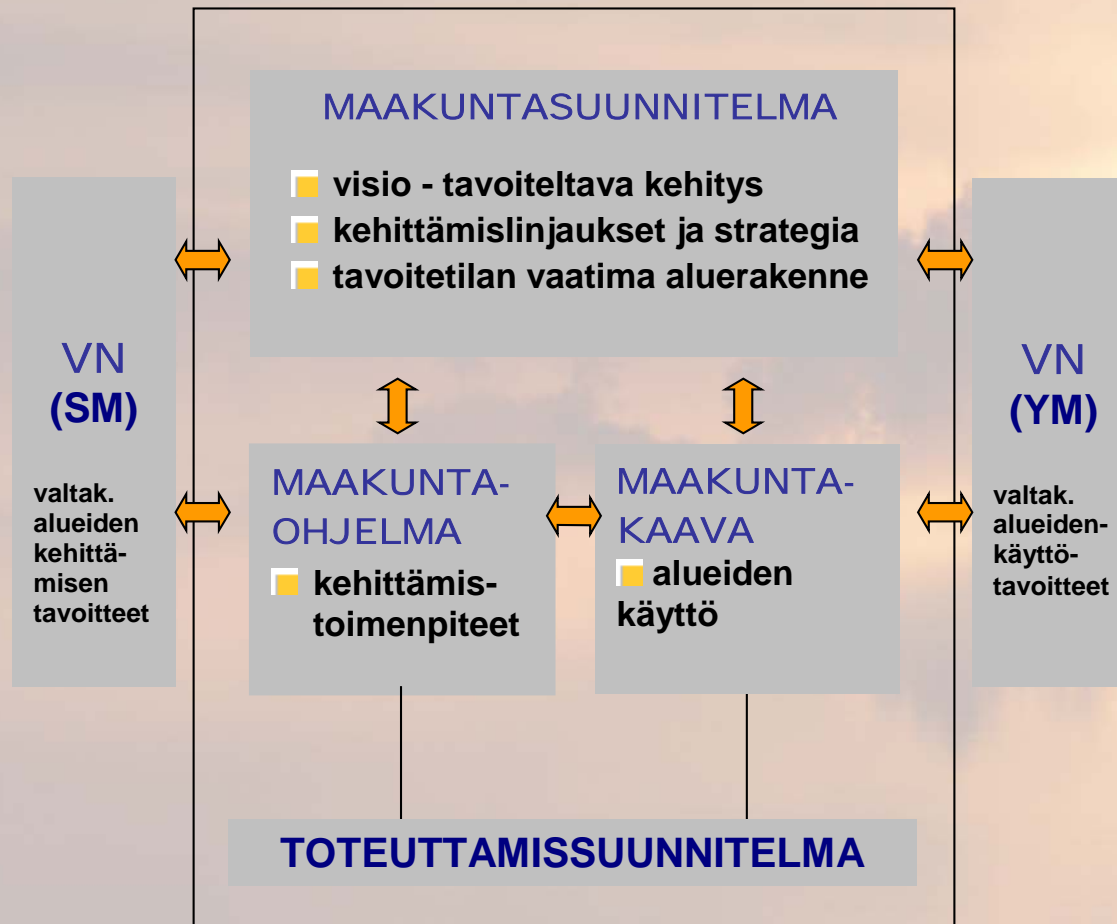 MAAKUNTASUUNNITELMA
visio - tavoiteltava kehitys
kehittämislinjaukset ja strategia
tavoitetilan vaatima aluerakenne
VN
(SM)
valtak.
alueiden
kehittä-
misen
tavoitteet
MAAKUNTA-
OHJELMA
kehittämis-
toimenpiteet
MAAKUNTA-
KAAVA
alueiden
käyttö
VN
(YM)
valtak.
alueiden-
käyttö-
tavoitteet
TOTEUTTAMISSUUNNITELMA